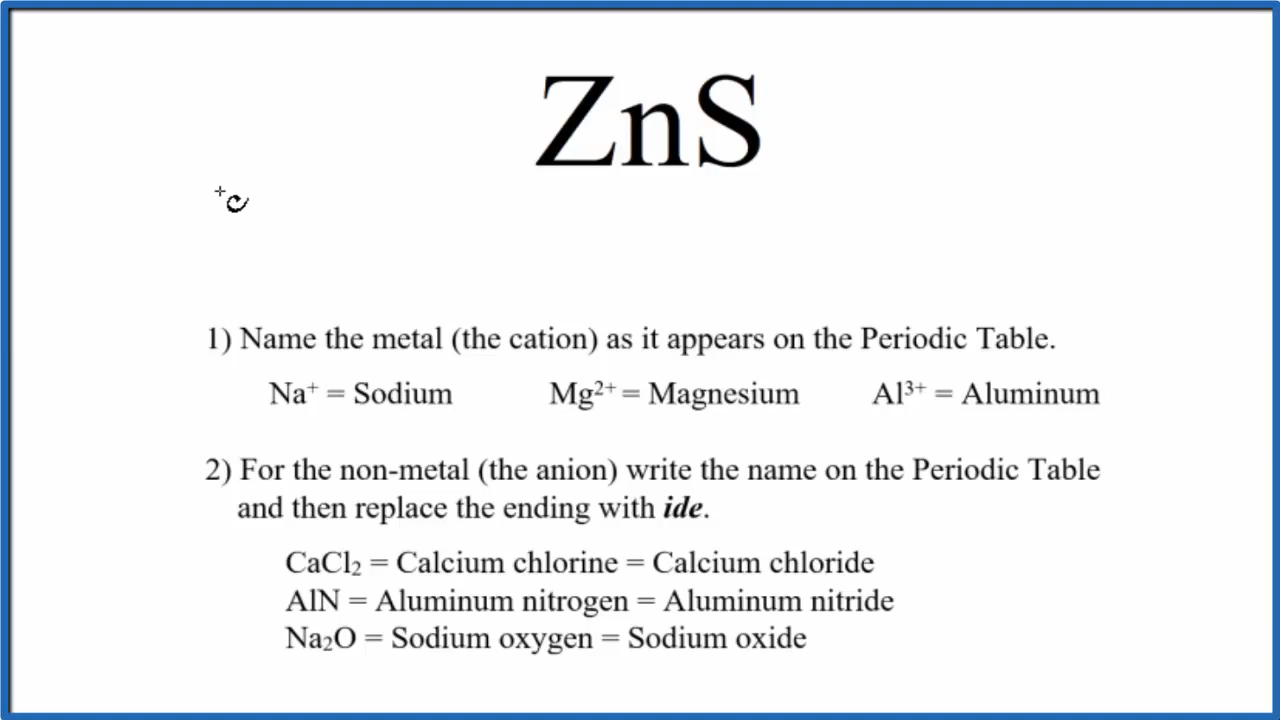 ZnS
1) Name the metal (the cation) as it appears on the Periodic Table.
Na⁺ = Sodium Mg²⁺ = Magnesium Al³⁺ = Aluminum
2) For the non-metal (the anion) write the name on the Periodic Table
and then replace the ending with ide.
CaCl₂ = Calcium chlorine = Calcium chloride
AlN = Aluminum nitrogen = Aluminum nitride
Na₂O = Sodium oxygen = Sodium oxide